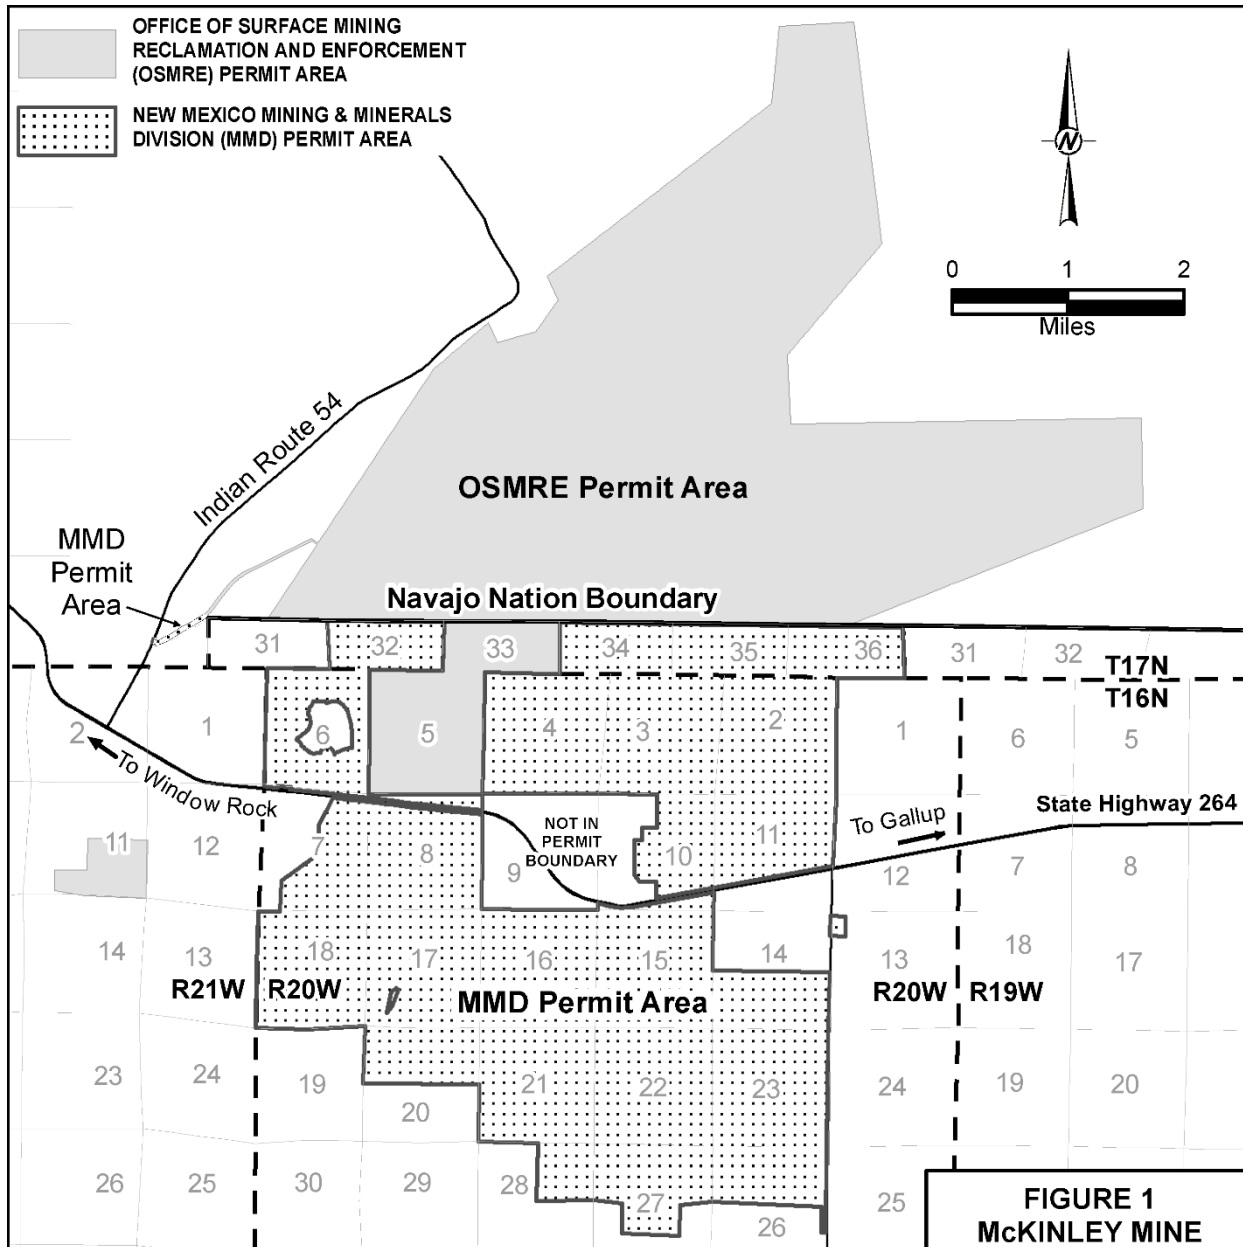 OFFICE OF SURFACE MINING
RECLAMATION AND ENFORCEMENT
(OSMRE) PERMIT AREA
NEW MEXICO MINING & MINERALS
DIVISION (MMD) PERMIT AREA
N
0 1 2
Miles
Indian Route 54
OSMRE Permit Area
MMD
Permit
Area
Navajo Nation Boundary
31 32 33 34 35 36 31 32
T17N
T16N
2 1 6 5 4 3 2 1 6 5
To Window Rock
State Highway 264
To Gallup
NOT IN
PERMIT
BOUNDARY
11 12 7 8 9 10 11 12 7 8
14 13 18 17 16 15 14 13 18 17
R21W R20W
MMD Permit Area
R20W R19W
23 24 19 20 21 22 23 24 19 20
26 25 30 29 28 27 26 25
FIGURE 1
McKINLEY MINE